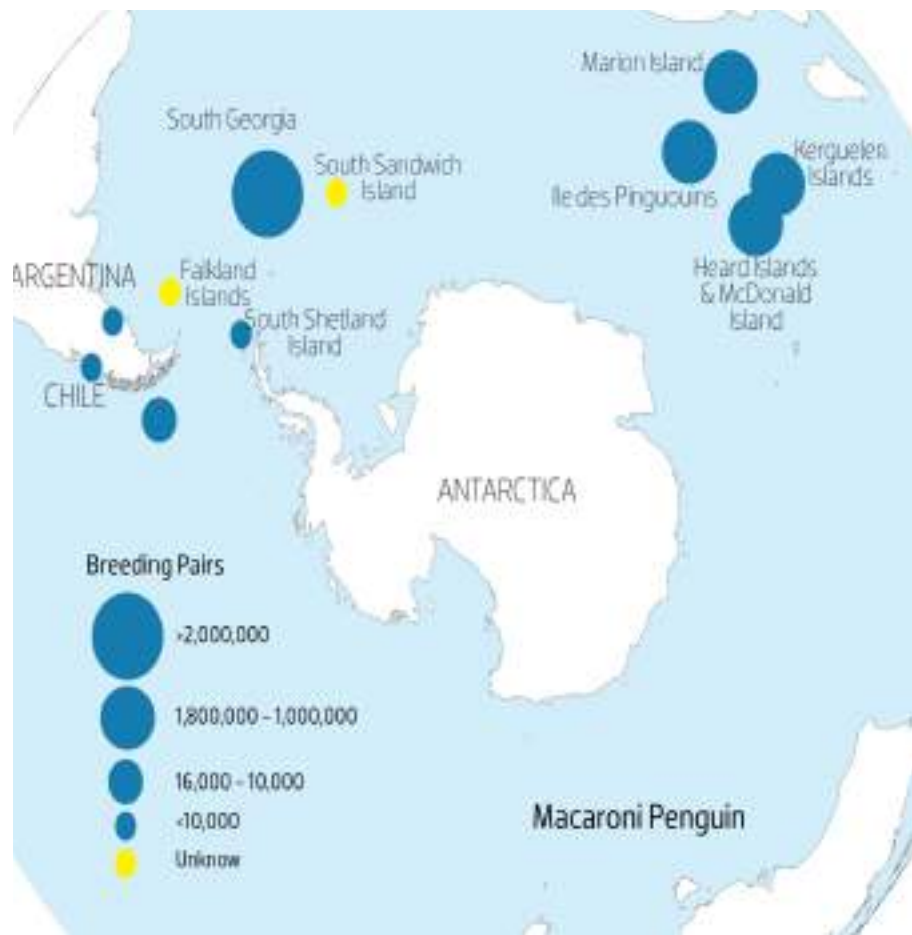 Marion Island
South Georgia
South Sandwich
Island
Kerguelen
Islands
Ile des Pinguouins
ARGENTINA
Falkland
Islands
Heard Islands
& McDonald
Island
South Shetland
Island
CHILE
ANTARCTICA
Breeding Pairs
>2,000,000
1,800,000 - 1,000,000
16,000 - 10,000
<10,000
Unknow
Macaroni Penguin